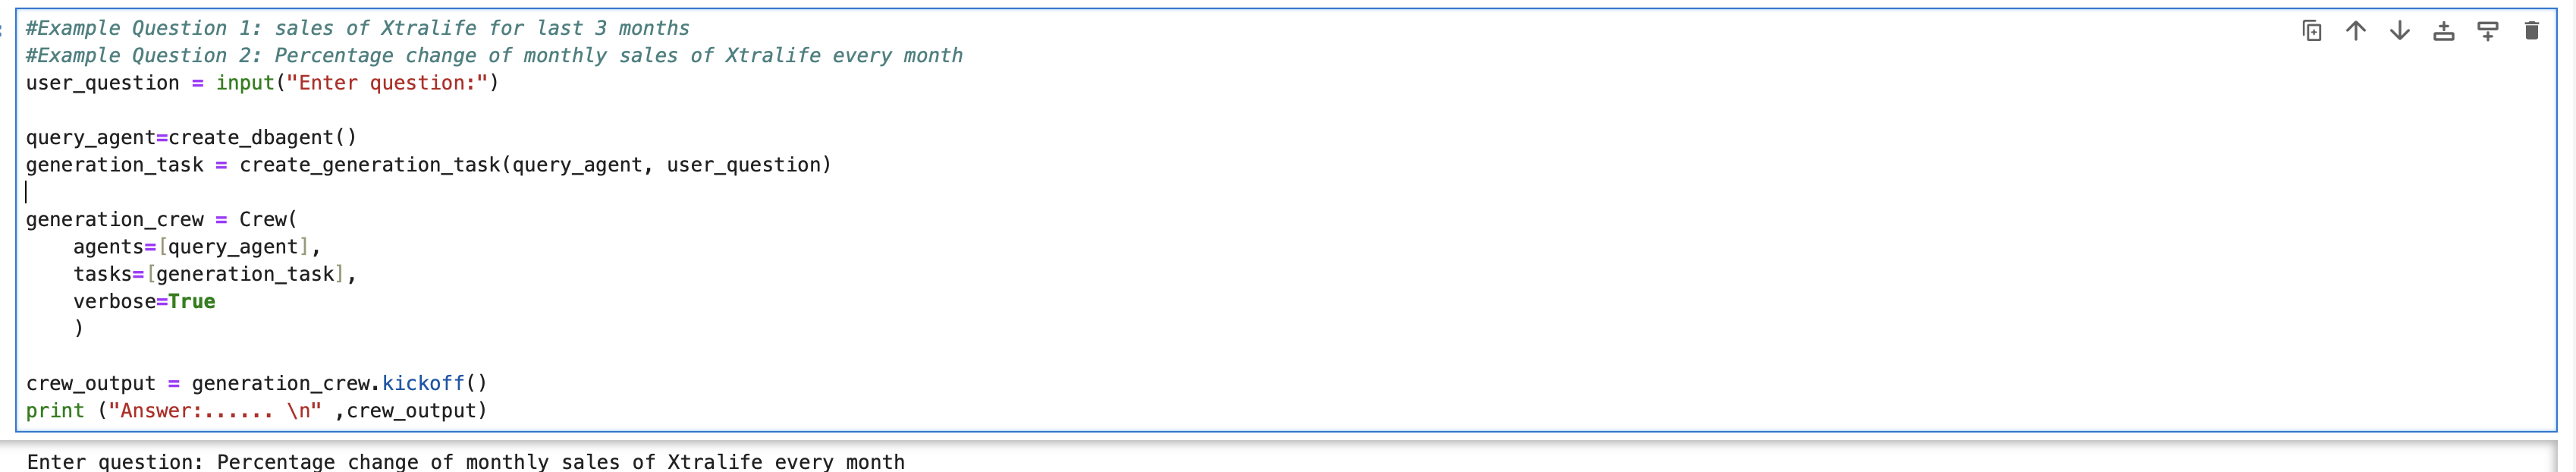 #Example Question 1: sales of Xtralife for last 3 months
#Example Question 2: Percentage change of monthly sales of Xtralife every month
user_question = input("Enter question:")

query_agent=create_dbagent()
generation_task = create_generation_task(query_agent, user_question)

generation_crew = Crew(
    agents=[query_agent],
    tasks=[generation_task],
    verbose=True
    )

crew_output = generation_crew.kickoff()
print ("Answer:...... \n" ,crew_output)
Enter question: Percentage change of monthly sales of Xtralife every month